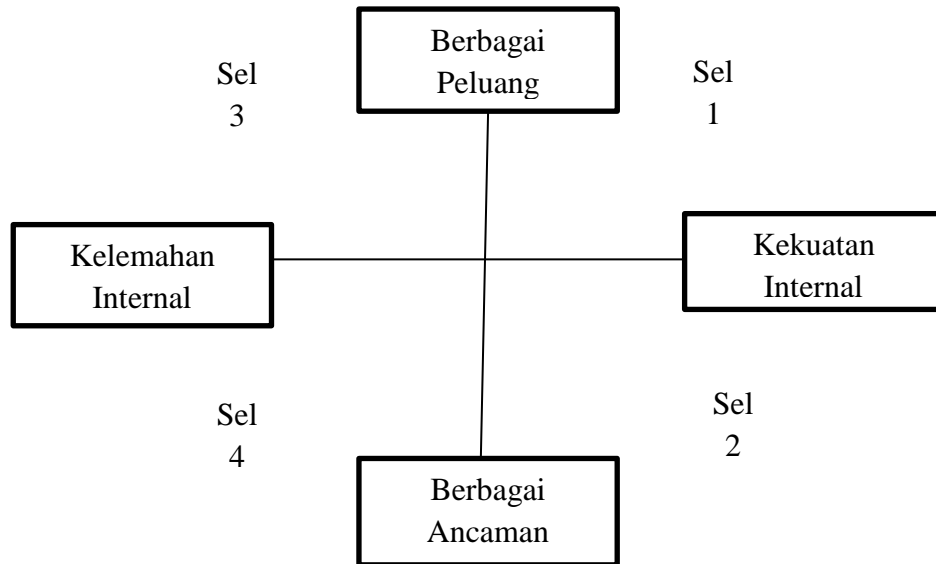 Berbagai
Peluang
Sel
3
Sel
1
Kelemahan
Internal
Kekuatan
Internal
Sel
4
Sel
2
Berbagai
Ancaman